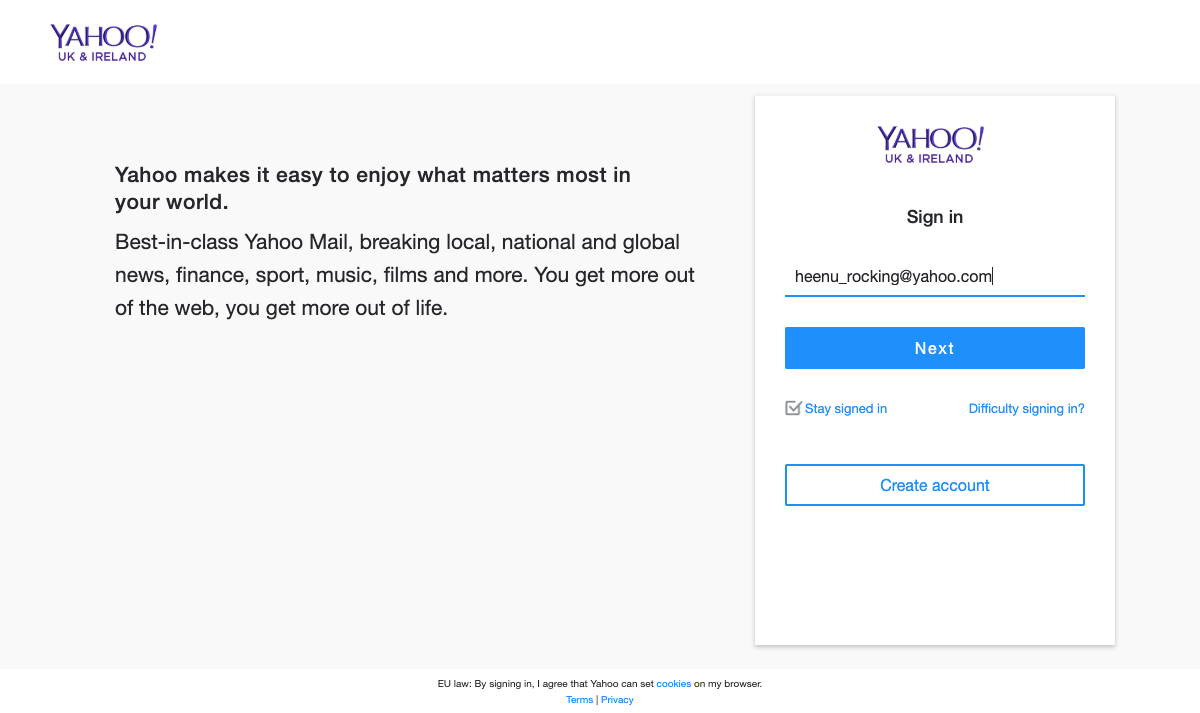 YAHOO!
UK & IRELAND
Yahoo makes it easy to enjoy what matters most in
your world.
Best-in-class Yahoo Mail, breaking local, national and global
news, finance, sport, music, films and more. You get more out
of the web, you get more out of life.
YAHOO!
UK & IRELAND
Sign in
heenu_rocking@yahoo.com
Next
Stay signed in
Difficulty signing in?
Create account
EU law: By signing in, I agree that Yahoo can set cookies on my browser.
Terms | Privacy